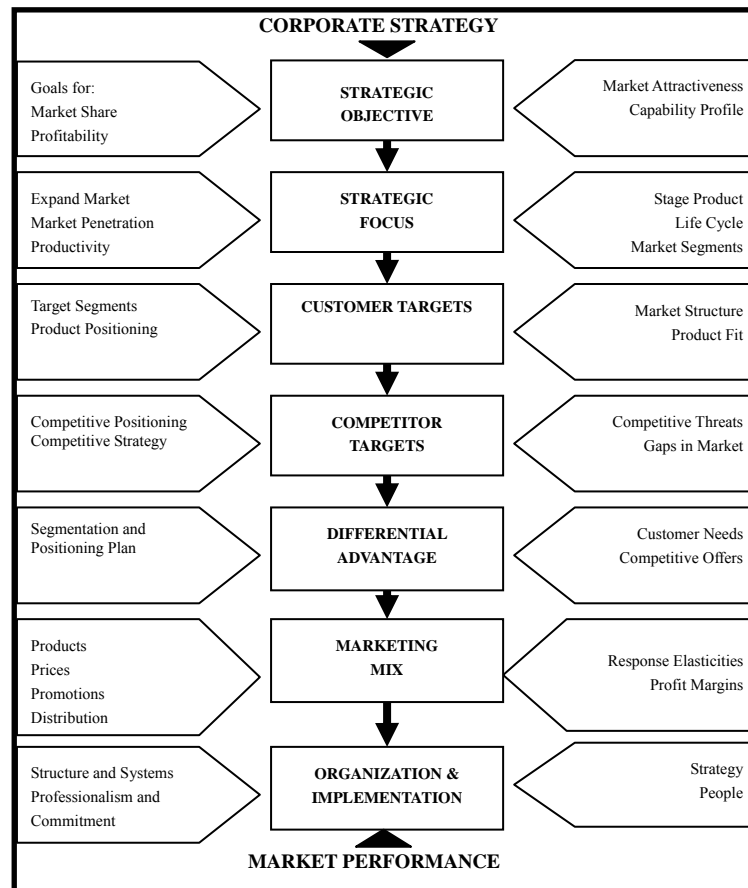 CORPORATE STRATEGY
Goals for:
Market Share
Profitability
STRATEGIC
OBJECTIVE
Market Attractiveness
Capability Profile
Expand Market
Market Penetration
Productivity
STRATEGIC
FOCUS
Stage Product
Life Cycle
Market Segments
Target Segments
Product Positioning
CUSTOMER TARGETS
Market Structure
Product Fit
Competitive Positioning
Competitive Strategy
COMPETITOR
TARGETS
Competitive Threats
Gaps in Market
Segmentation and
Positioning Plan
DIFFERENTIAL
ADVANTAGE
Customer Needs
Competitive Offers
Products
Prices
Promotions
Distribution
MARKETING
MIX
Response Elasticities
Profit Margins
Structure and Systems
Professionalism and
Commitment
ORGANIZATION &
IMPLEMENTATION
Strategy
People
MARKET PERFORMANCE